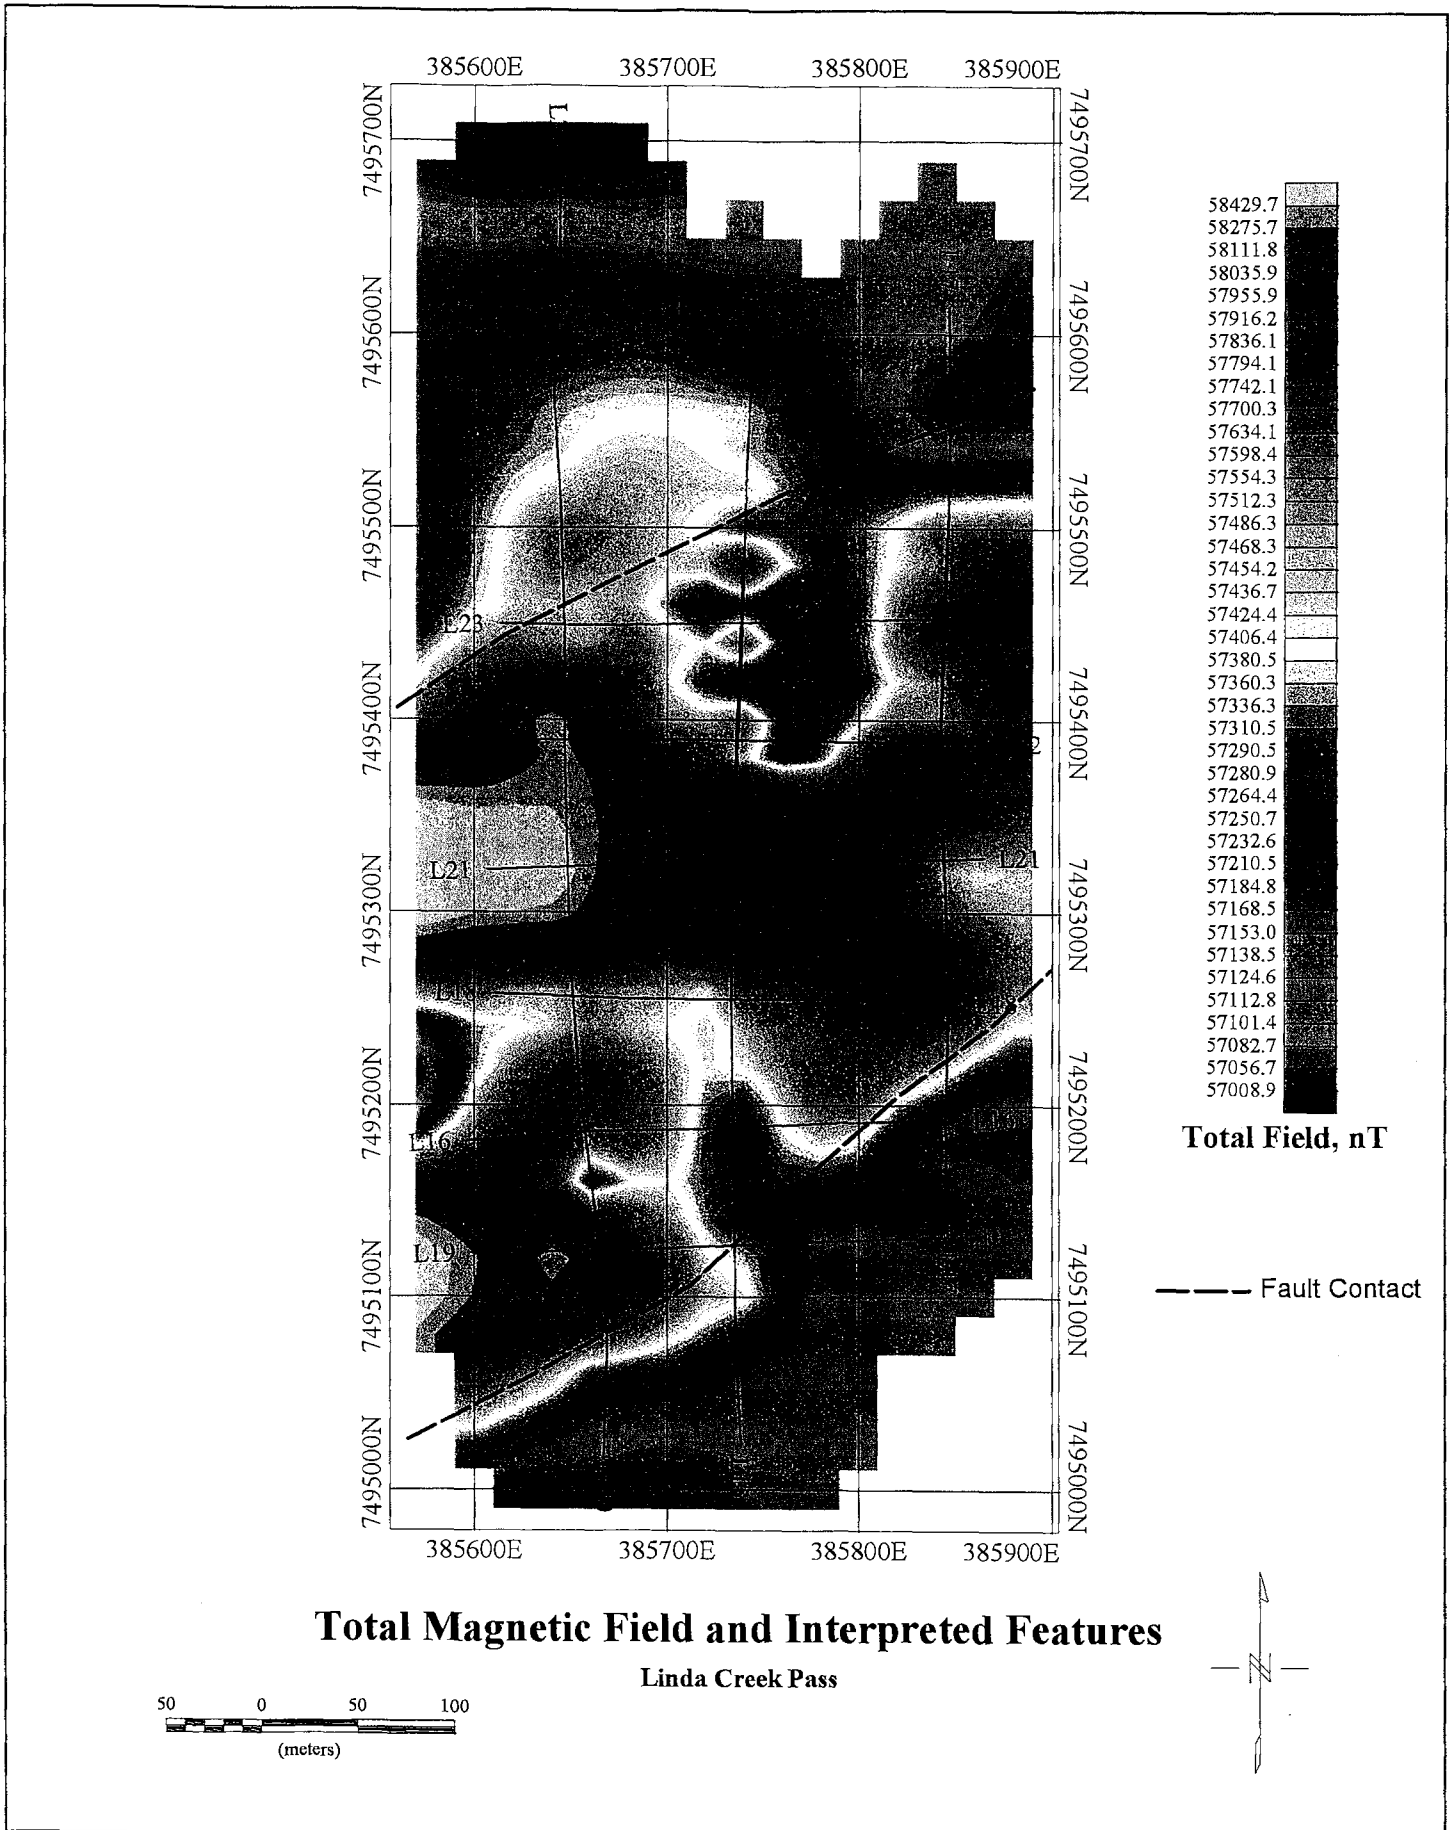 385600E 385700E 385800E 385900E
7495700N
7495600N
7495500N
7495400N
7495300N
7495200N
7495100N
7495000N
L23
L21
L16
L19
L21
2
7495700N
7495600N
7495500N
7495400N
7495300N
7495200N
7495100N
7495000N
385600E 385700E 385800E 385900E
58429.7
58275.7
58111.8
58035.9
57955.9
57916.2
57836.1
57794.1
57742.1
57700.3
57634.1
57598.4
57554.3
57512.3
57486.3
57468.3
57454.2
57436.7
57424.4
57406.4
57380.5
57360.3
57336.3
57310.5
57290.5
57280.9
57264.4
57250.7
57232.6
57210.5
57184.8
57168.5
57153.0
57138.5
57124.6
57112.8
57101.4
57082.7
57056.7
57008.9
Total Field, nT
Fault Contact
Total Magnetic Field and Interpreted Features
Linda Creek Pass
50 0 50 100
(meters)
N